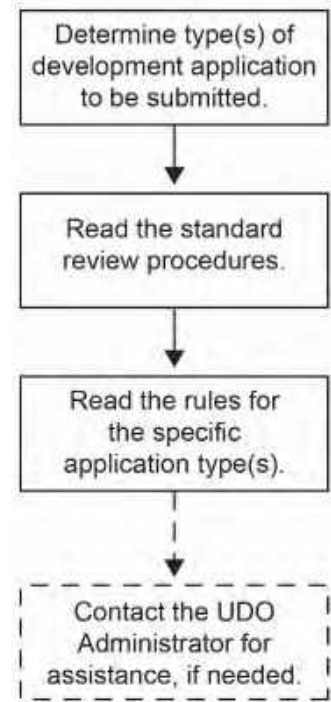 Determine type(s) of
development application
to be submitted.
Read the standard
review procedures.
Read the rules for
the specific
application type(s).
Contact the UDO
Administrator for
assistance, if needed.